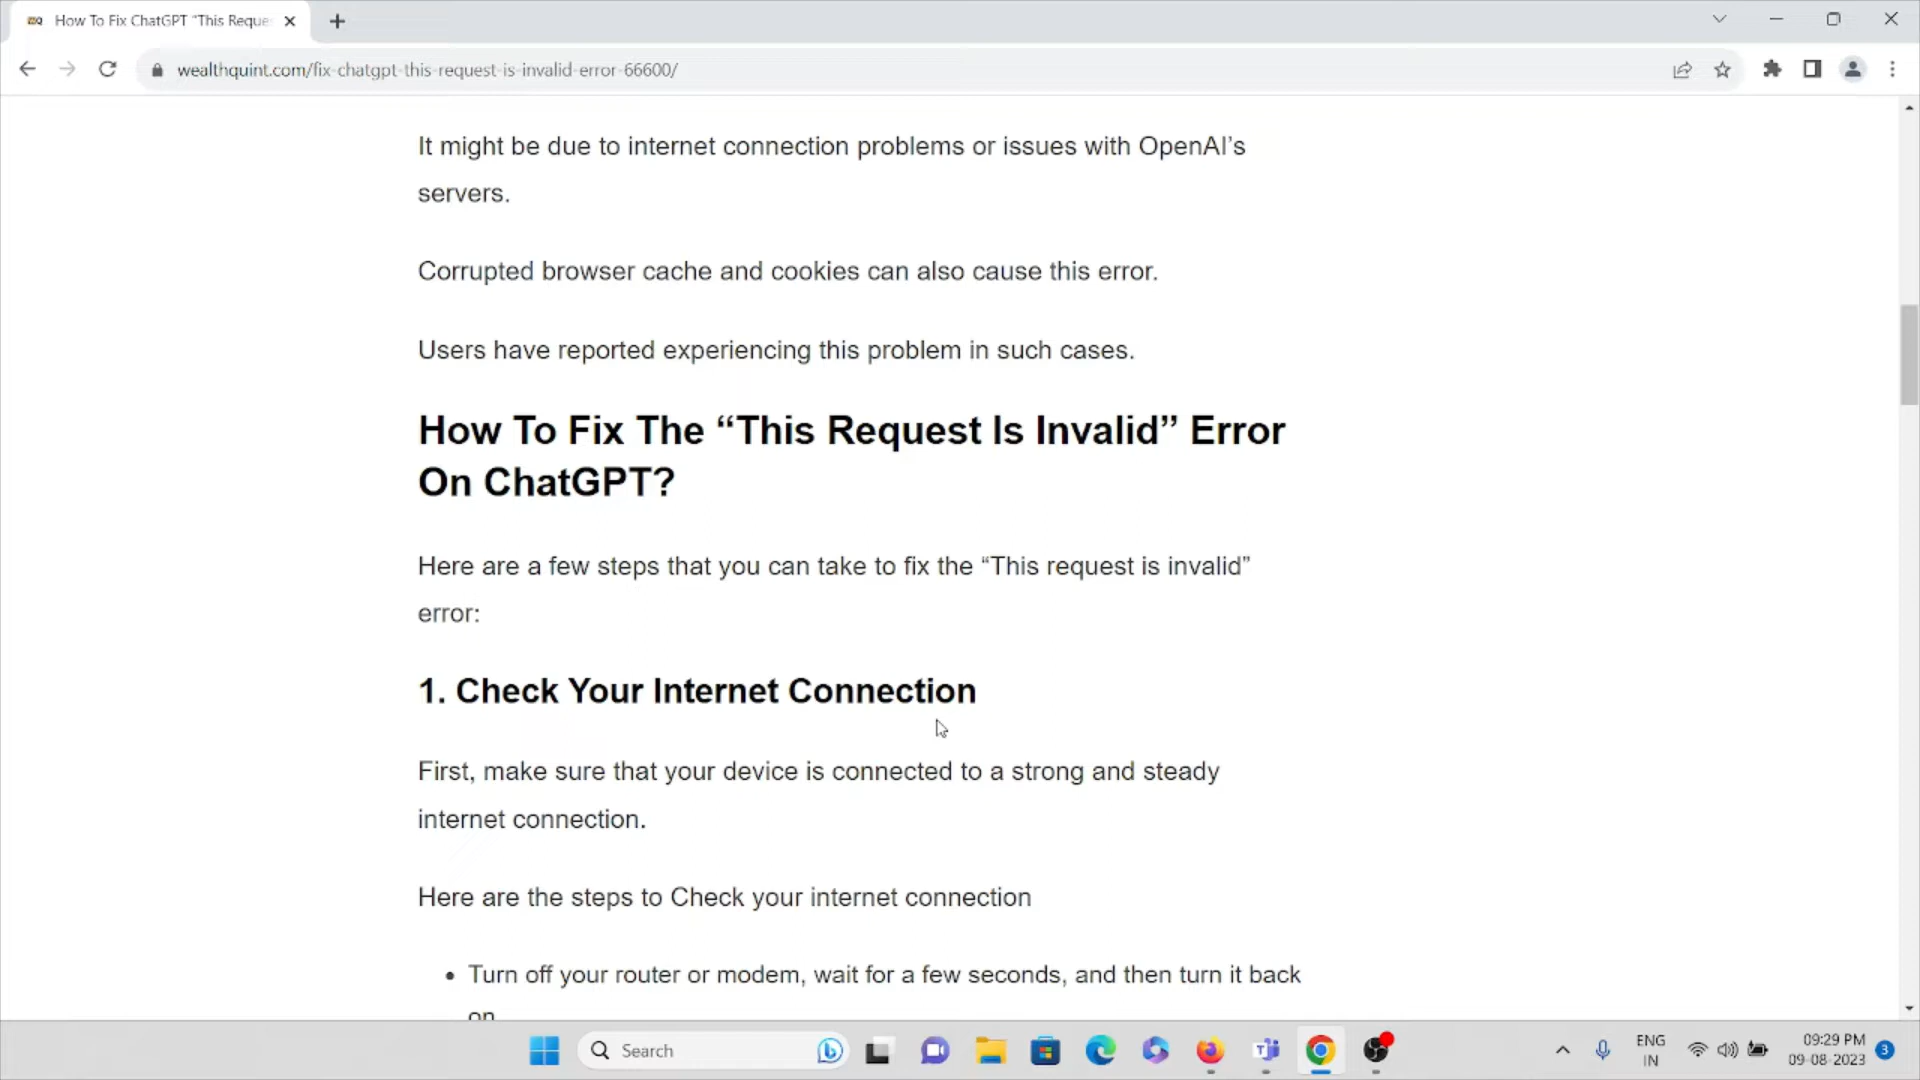 How To Fix ChatGPT "This Reque
wealthquint.com/fix-chatgpt-this-request-is-invalid-error-66600/
It might be due to internet connection problems or issues with OpenAI's
servers.
Corrupted browser cache and cookies can also cause this error.
Users have reported experiencing this problem in such cases.
How To Fix The “This Request Is Invalid” Error
On ChatGPT?
Here are a few steps that you can take to fix the “This request is invalid”
error:
1. Check Your Internet Connection
First, make sure that your device is connected to a strong and steady
internet connection.
Here are the steps to Check your internet connection
• Turn off your router or modem, wait for a few seconds, and then turn it back
on
Search
ENG
IN
09:29 PM
09-08-2023
3